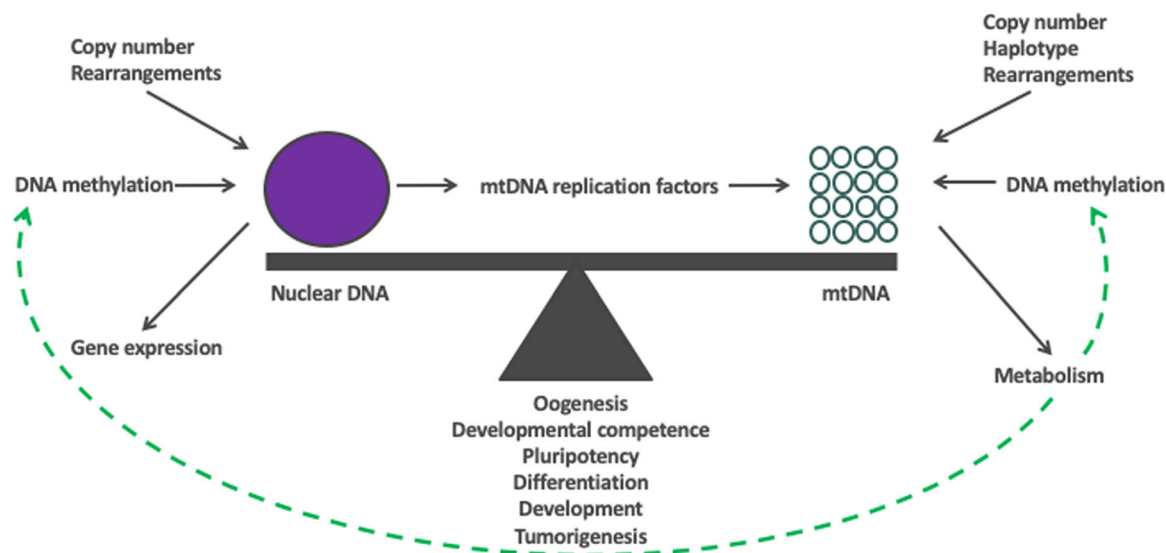 Copy number
Rearrangements
Copy number
Haplotype
Rearrangements
DNA methylation
mtDNA replication factors
DNA methylation
Nuclear DNA
mtDNA
Gene expression
Metabolism
Oogenesis
Developmental competence
Pluripotency
Differentiation
Development
Tumorigenesis